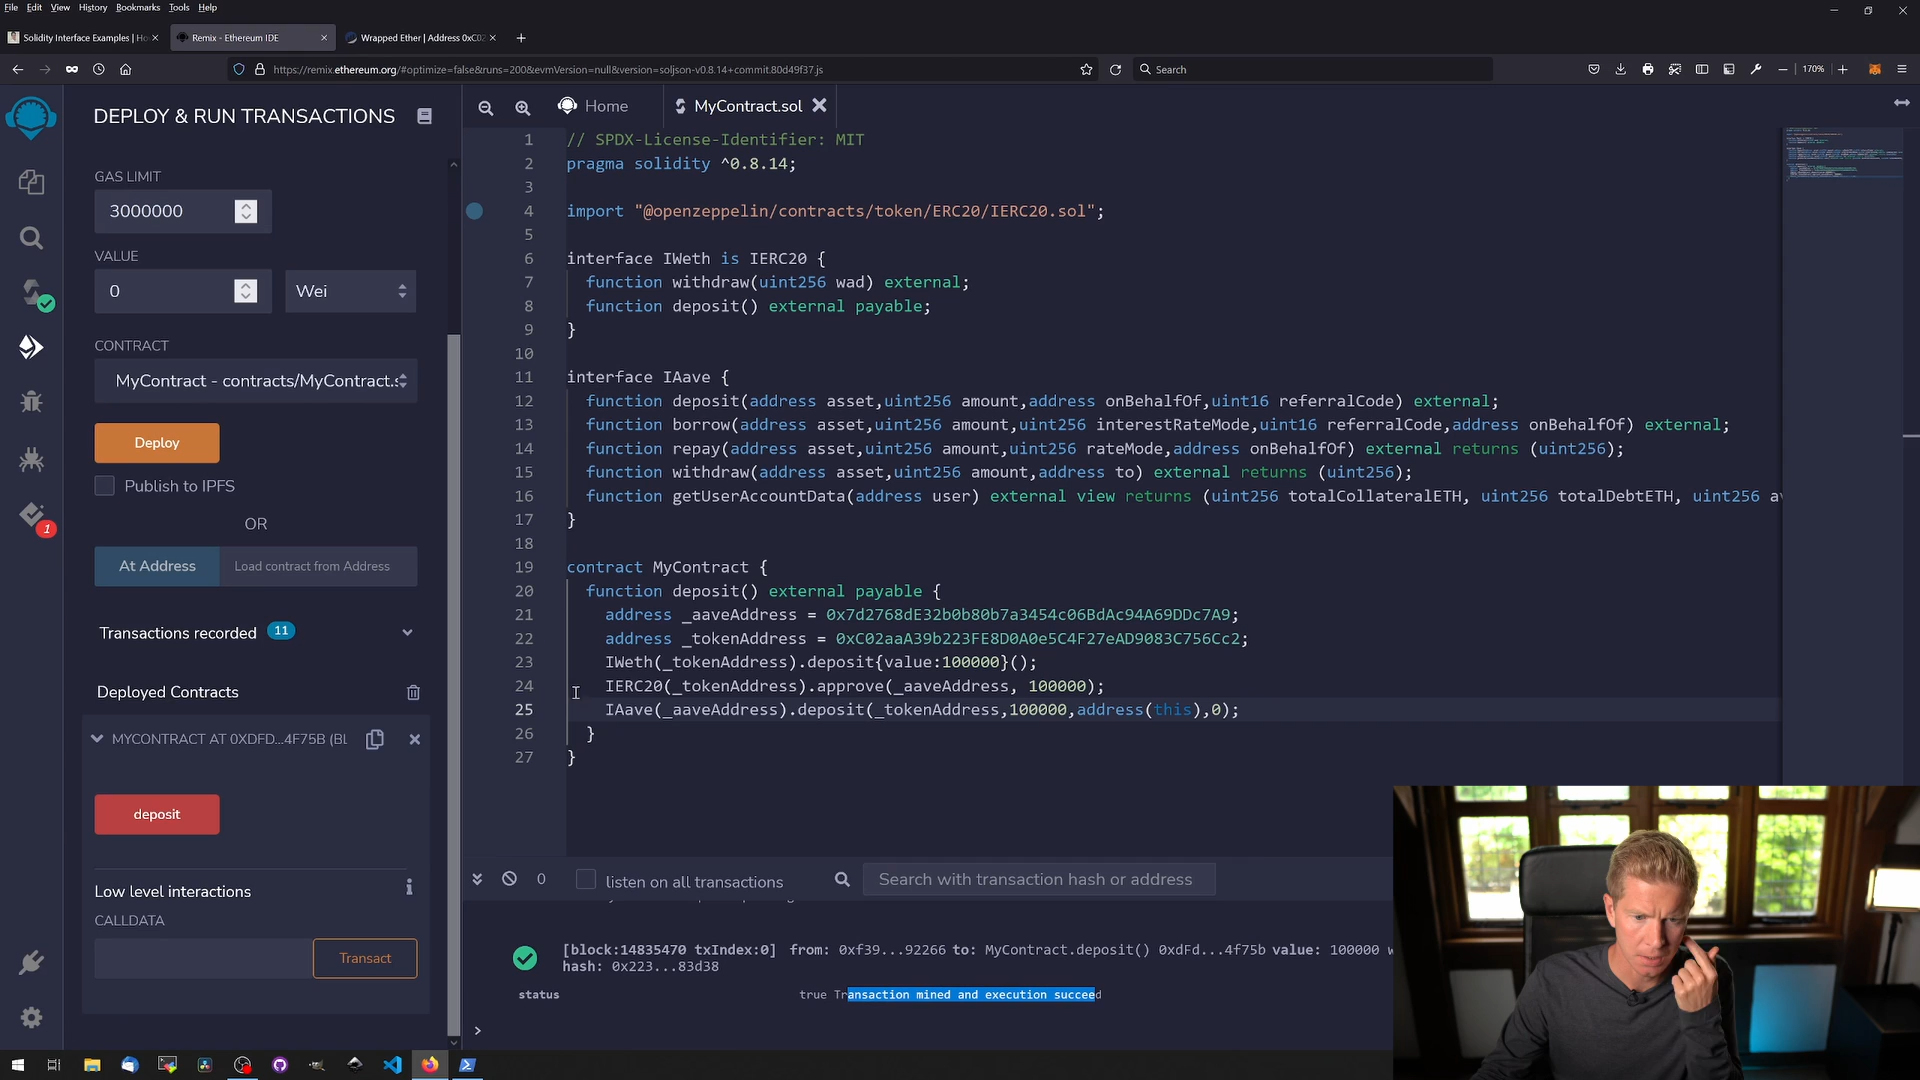 File Edit View History Bookmarks Tools Help
Solidity Interface Examples | Ho
Remix - Ethereum IDE
Wrapped Ether | Address 0xC02
https://remix.ethereum.org/#optimize=false&runs=200&evmVersion=null&version=soljson-v0.8.14+commit.80d49f37.js
Search
170%
DEPLOY & RUN TRANSACTIONS
GAS LIMIT
3000000
VALUE
0
Wei
CONTRACT
MyContract - contracts/MyContract.s
Deploy
Publish to IPFS
OR
At Address
Load contract from Address
Transactions recorded 11
Deployed Contracts
MYCONTRACT AT 0XDFD...4F75B (BL
deposit
Low level interactions
CALLDATA
Transact
1
Home
MyContract.sol
1 // SPDX-License-Identifier: MIT
2 pragma solidity ^0.8.14;
3
4 import "@openzeppelin/contracts/token/ERC20/IERC20.sol";
5
6 interface IWeth is IERC20 {
7 function withdraw(uint256 wad) external;
8 function deposit() external payable;
9 }
10
11 interface IAave {
12 function deposit(address asset,uint256 amount,address onBehalfOf,uint16 referralCode) external;
13 function borrow(address asset,uint256 amount,uint256 interestRateMode,uint16 referralCode,address onBehalfOf) external;
14 function repay(address asset,uint256 amount,uint256 rateMode,address onBehalfOf) external returns (uint256);
15 function withdraw(address asset,uint256 amount,address to) external returns (uint256);
16 function getUserAccountData(address user) external view returns (uint256 totalCollateralETH, uint256 totalDebtETH, uint256 av
17 }
18
19 contract MyContract {
20 function deposit() external payable {
21 address _aaveAddress = 0x7d2768dE32b0b80b7a3454c06BdAc94A69DDc7A9;
22 address _tokenAddress = 0xC02aaA39b223FE8D0A0e5C4F27eAD9083C756Cc2;
23 IWeth(_tokenAddress).deposit{value:100000}();
24 IERC20(_tokenAddress).approve(_aaveAddress, 100000);
25 IAave(_aaveAddress).deposit(_tokenAddress,100000,address(this),0);
26 }
27 }
0
listen on all transactions
Search with transaction hash or address
[block:14835470 txIndex:0] from: 0xf39...92266 to: MyContract.deposit() 0xdFd...4f75b value: 100000 w
hash: 0x223...83d38
status
true Transaction mined and execution succeed
>